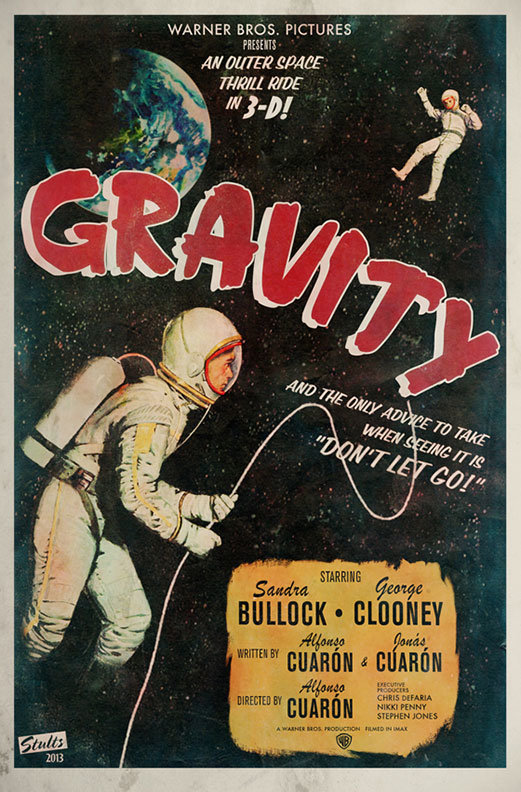 WARNER BROS. PICTURES
PRESENTS
AN OUTER SPACE
THRILL RIDE
IN 3-D!
GRAVITY
AND THE ONLY ADVICE TO TAKE
WHEN SEEING IT IS
"DON'T LET GO!"
STARRING
Sandra BULLOCK • George CLOONEY
WRITTEN BY Alfonso CUARÓN & Jonás CUARÓN
DIRECTED BY Alfonso CUARÓN
EXECUTIVE
PRODUCERS
CHRIS DEFARIA
NIKKI PENNY
STEPHEN JONES
A WARNER BROS. PRODUCTION FILMED IN IMAX
WB
Stults
2013